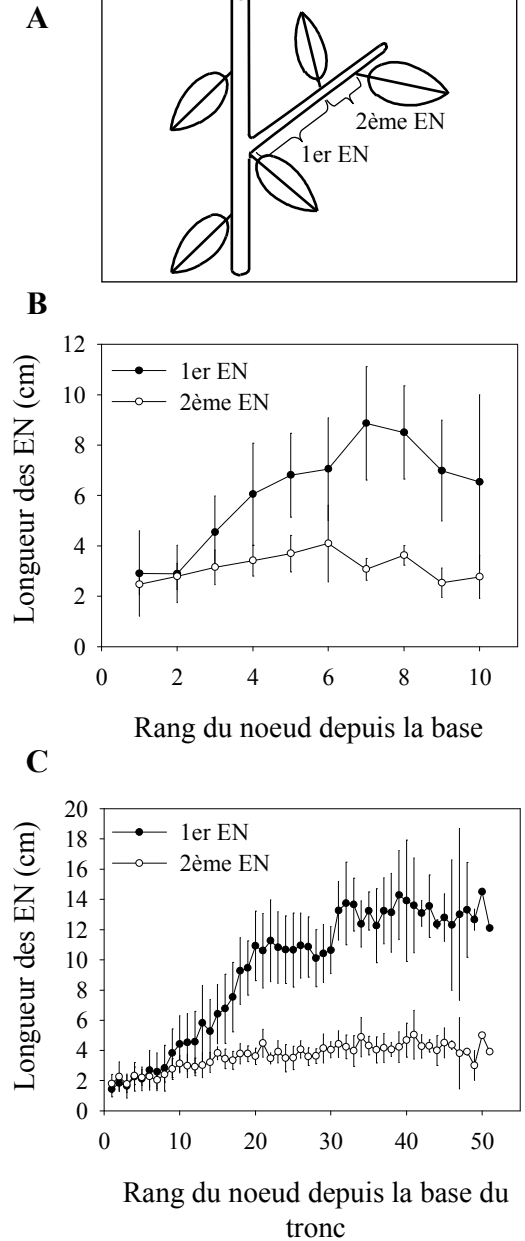 A
2ème EN
1er EN
B
12
10
8
6
4
2
0
Longueur des EN (cm)
1er EN
2ème EN
0 2 4 6 8 10
Rang du noeud depuis la base
C
20
18
16
14
12
10
8
6
4
2
0
Longueur des EN (cm)
1er EN
2ème EN
0 10 20 30 40 50
Rang du noeud depuis la base du
tronc